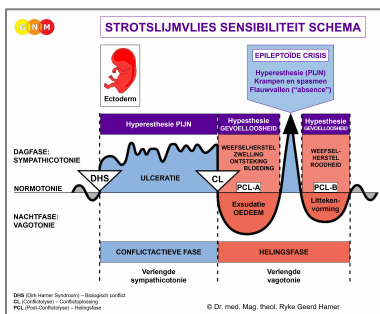 GNM
STROTSLIJMVLIES SENSIBILITEIT SCHEMA
EPILEPTOÏDE CRISIS
Hyperesthesie (PIJN)
Krampen en spasmen
Flauwvallen ("absence")
Ectoderm
Hyperesthesie PIJN
Hypesthesie
GEVOELLOOSHEID
Hypesthesie
GEVOELLOOSHEID
DAGFASE:
SYMPATHICOTONIE
WEEFSELHERSTEL
ZWELLING
ONTSTEKING
BLOEDING
WEEFSEL-
HERSTEL
ROODHEID
DHS
ULCERATIE
CL
PCL-A
PCL-B
NORMOTONIE
NACHTFASE:
VAGOTONIE
Exsudatie
OEDEEM
Litteken-
vorming
CONFLICTACTIEVE FASE
HELINGSFASE
Verlengde
sympathicotonie
Verlengde
vagotonie
DHS (Dirk Hamer Syndroom) – Biologisch conflict
CL (Conflictolyse) – Conflictoplossing
PCL (Post-Conflictolyse) – Helingsfase
© Dr. med. Mag. theol. Ryke Geerd Hamer